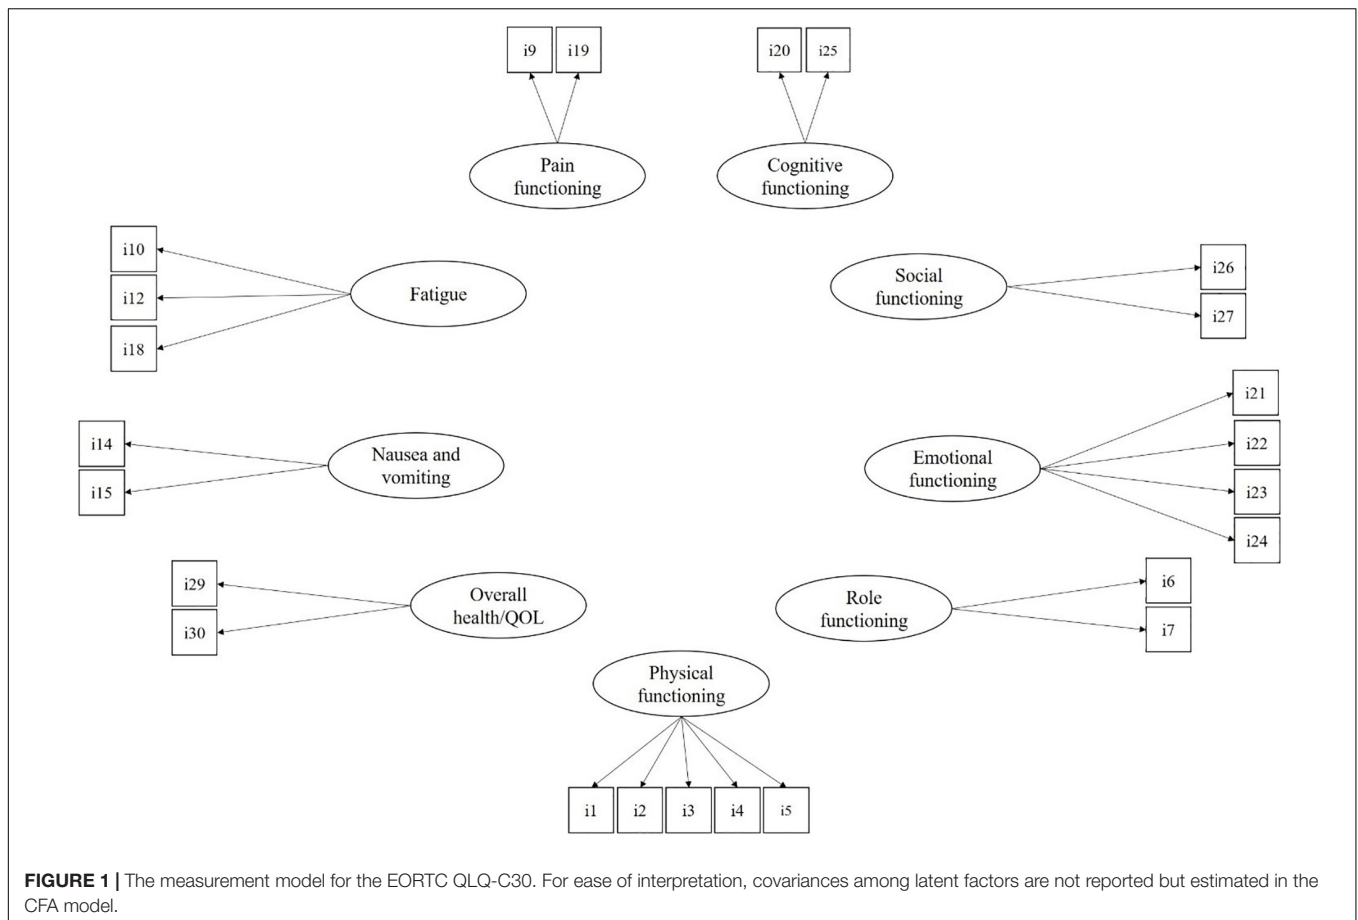 i9 i19
i20 i25
Pain
functioning
Cognitive
functioning
i10
i12
i18
Fatigue
Social
functioning
i26
i27
i14
i15
Nausea and
vomiting
Emotional
functioning
i21
i22
i23
i24
i29
i30
Overall
health/QOL
Role
functioning
i6
i7
Physical
functioning
i1 i2 i3 i4 i5
FIGURE 1 | The measurement model for the EORTC QLQ-C30. For ease of interpretation, covariances among latent factors are not reported but estimated in the
CFA model.